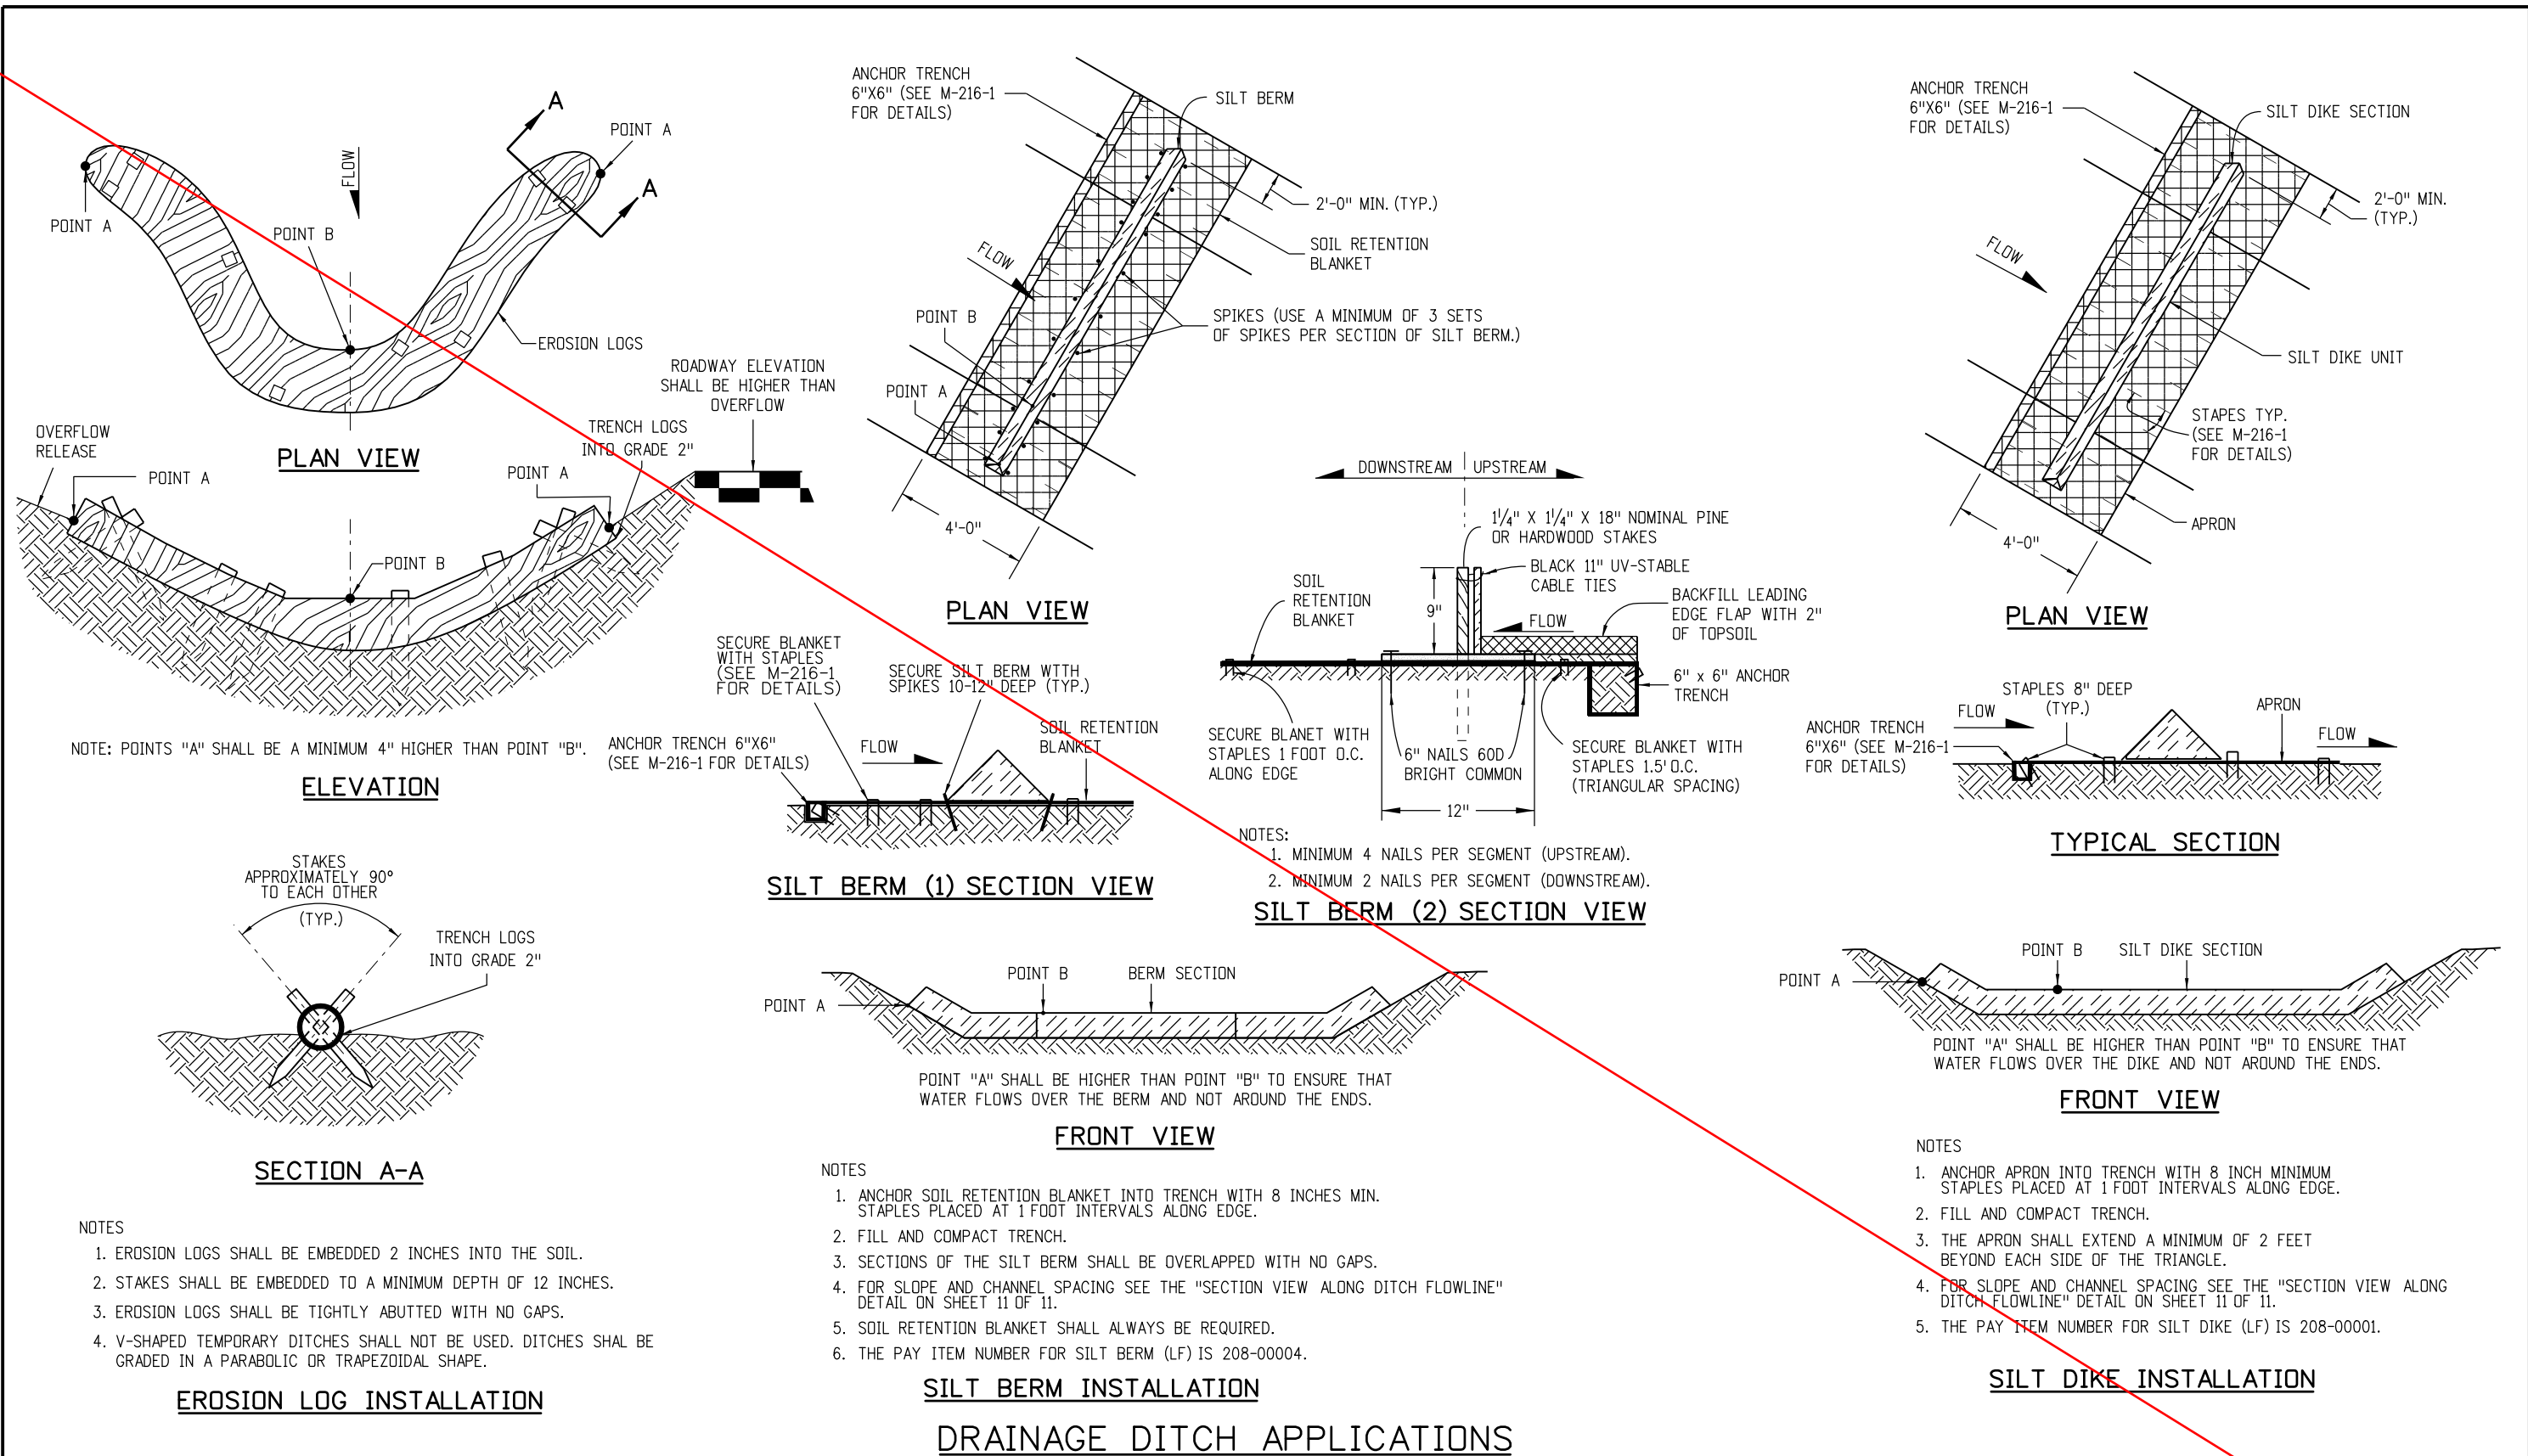 A
POINT A
A
FLOW
POINT A
POINT B
EROSION LOGS
PLAN VIEW
ROADWAY ELEVATION
SHALL BE HIGHER THAN
OVERFLOW
OVERFLOW
RELEASE
POINT A
POINT A
TRENCH LOGS
INTO GRADE 2"
POINT B
NOTE: POINTS "A" SHALL BE A MINIMUM 4" HIGHER THAN POINT "B".
ELEVATION
STAKES
APPROXIMATELY 90°
TO EACH OTHER
(TYP.)
TRENCH LOGS
INTO GRADE 2"
SECTION A-A
NOTES
1. EROSION LOGS SHALL BE EMBEDDED 2 INCHES INTO THE SOIL.
2. STAKES SHALL BE EMBEDDED TO A MINIMUM DEPTH OF 12 INCHES.
3. EROSION LOGS SHALL BE TIGHTLY ABUTTED WITH NO GAPS.
4. V-SHAPED TEMPORARY DITCHES SHALL NOT BE USED. DITCHES SHAL BE
GRADED IN A PARABOLIC OR TRAPEZOIDAL SHAPE.
EROSION LOG INSTALLATION
ANCHOR TRENCH
6"X6" (SEE M-216-1
FOR DETAILS)
SILT BERM
2'-0" MIN. (TYP.)
SOIL RETENTION
BLANKET
FLOW
SPIKES (USE A MINIMUM OF 3 SETS
OF SPIKES PER SECTION OF SILT BERM.)
POINT B
POINT A
4'-0"
PLAN VIEW
SECURE BLANKET
WITH STAPLES
(SEE M-216-1
FOR DETAILS)
SECURE SILT BERM WTTH
SPIKES 10-12" DEEP (TYP.)
ANCHOR TRENCH 6"X6"
(SEE M-216-1 FOR DETAILS)
FLOW
SOIL RETENTION
BLANKET
SILT BERM (1) SECTION VIEW
DOWNSTREAM
UPSTREAM
1¼" X 1¼" X 18" NOMINAL PINE
OR HARDWOOD STAKES
BLACK 11" UV-STABLE
CABLE TIES
SOIL
RETENTION
BLANKET
9"
FLOW
BACKFILL LEADING
EDGE FLAP WITH 2"
OF TOPSOIL
6" x 6" ANCHOR
TRENCH
SECURE BLANET WITH
STAPLES 1 FOOT O.C.
ALONG EDGE
6" NAILS 60D
BRIGHT COMMON
SECURE BLANKET WITH
STAPLES 1.5' O.C.
(TRIANGULAR SPACING)
12"
NOTES:
1. MINIMUM 4 NAILS PER SEGMENT (UPSTREAM).
2. MINIMUM 2 NAILS PER SEGMENT (DOWNSTREAM).
SILT BERM (2) SECTION VIEW
POINT B
BERM SECTION
POINT A
POINT "A" SHALL BE HIGHER THAN POINT "B" TO ENSURE THAT
WATER FLOWS OVER THE BERM AND NOT AROUND THE ENDS.
FRONT VIEW
NOTES
1. ANCHOR SOIL RETENTION BLANKET INTO TRENCH WITH 8 INCHES MIN.
STAPLES PLACED AT 1 FOOT INTERVALS ALONG EDGE.
2. FILL AND COMPACT TRENCH.
3. SECTIONS OF THE SILT BERM SHALL BE OVERLAPPED WITH NO GAPS.
4. FOR SLOPE AND CHANNEL SPACING SEE THE "SECTION VIEW ALONG DITCH FLOWLINE"
DETAIL ON SHEET 11 OF 11.
5. SOIL RETENTION BLANKET SHALL ALWAYS BE REQUIRED.
6. THE PAY ITEM NUMBER FOR SILT BERM (LF) IS 208-00004.
SILT BERM INSTALLATION
ANCHOR TRENCH
6"X6" (SEE M-216-1
FOR DETAILS)
SILT DIKE SECTION
2'-0" MIN.
(TYP.)
FLOW
SILT DIKE UNIT
STAPES TYP.
(SEE M-216-1
FOR DETAILS)
APRON
4'-0"
PLAN VIEW
STAPLES 8" DEEP
(TYP.)
FLOW
APRON
ANCHOR TRENCH
6"X6" (SEE M-216-1
FOR DETAILS)
FLOW
TYPICAL SECTION
POINT B
SILT DIKE SECTION
POINT A
POINT "A" SHALL BE HIGHER THAN POINT "B" TO ENSURE THAT
WATER FLOWS OVER THE DIKE AND NOT AROUND THE ENDS.
FRONT VIEW
NOTES
1. ANCHOR APRON INTO TRENCH WITH 8 INCH MINIMUM
STAPLES PLACED AT 1 FOOT INTERVALS ALONG EDGE.
2. FILL AND COMPACT TRENCH.
3. THE APRON SHALL EXTEND A MINIMUM OF 2 FEET
BEYOND EACH SIDE OF THE TRIANGLE.
4. FOR SLOPE AND CHANNEL SPACING SEE THE "SECTION VIEW ALONG
DITCH FLOWLINE" DETAIL ON SHEET 11 OF 11.
5. THE PAY ITEM NUMBER FOR SILT DIKE (LF) IS 208-00001.
SILT DIKE INSTALLATION
DRAINAGE DITCH APPLICATIONS